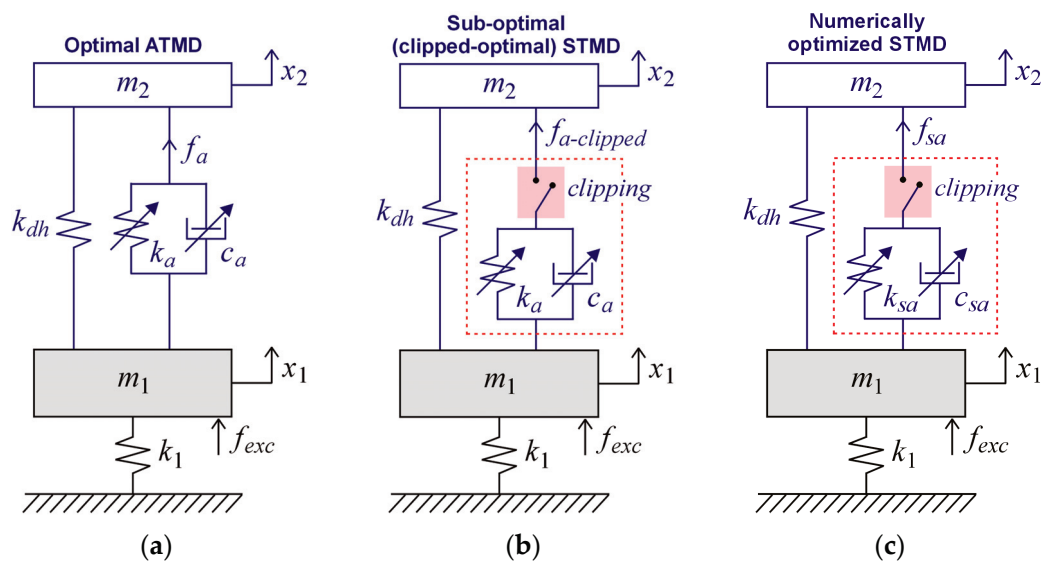 Optimal ATMD
m2
x2
fa
kdh
ka
ca
m1
x1
k1
fexc
(a)
Sub-optimal
(clipped-optimal) STMD
m2
x2
fa-clipped
clipping
kdh
ka
ca
m1
x1
k1
fexc
(b)
Numerically
optimized STMD
m2
x2
fsa
clipping
kdh
ksa
csa
m1
x1
k1
fexc
(c)